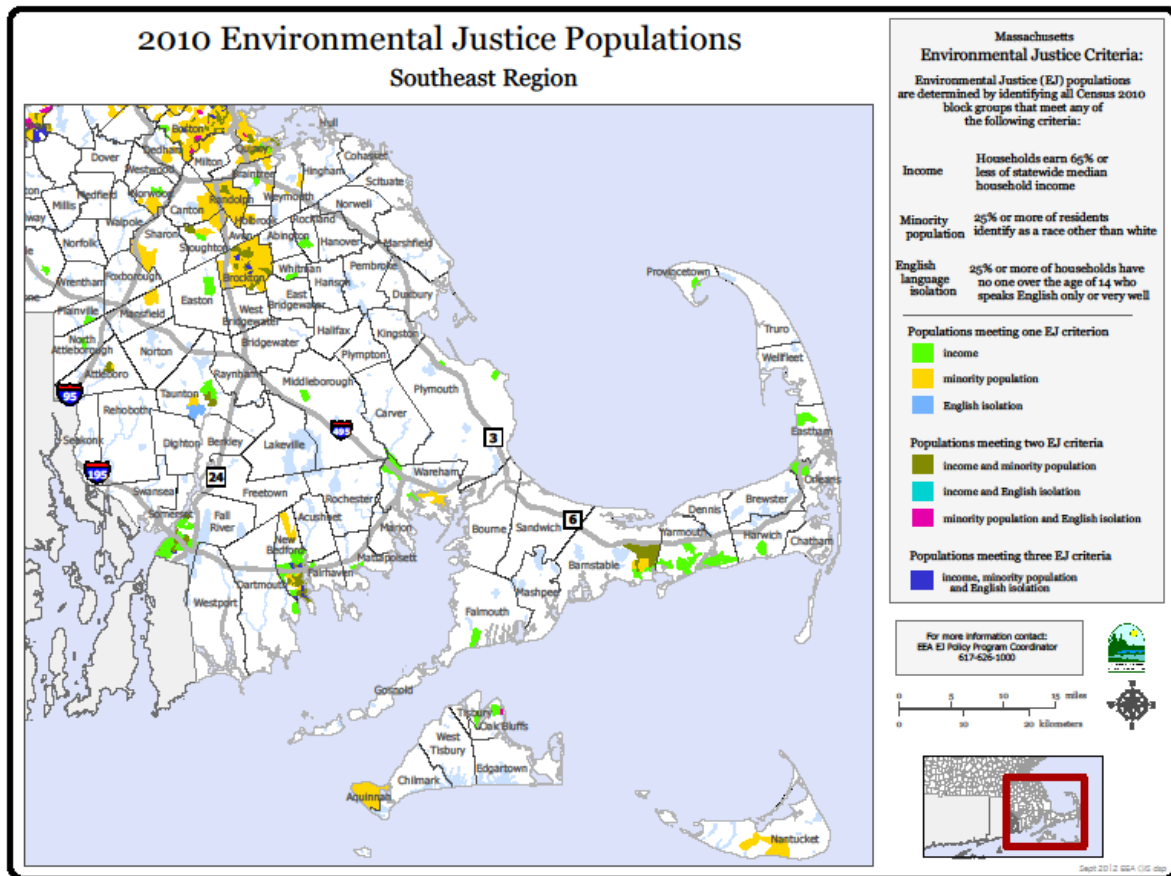 2010 Environmental Justice Populations
Southeast Region
Hull
Boston
Dedham
Quincy
Dover
Milton
Cohasset
Westwood
Braintree
Hingham
Scituate
Medfield
Norwood
Weymouth
Millis
Randolph
Norwell
Canton
Walpole
Holbrook
Rockland
Sharon
Avon
Abington
Hanover
Marshfield
Norfolk
Stoughton
Foxborough
Brockton
Whitman
Pembroke
Wrentham
Hanson
Easton
East
Bridgewater
Duxbury
Plainville
Mansfield
West
Bridgewater
Halifax
Kingston
North
Attleborough
Norton
Bridgewater
Plympton
Attleboro
Raynham
Middleborough
Plymouth
Taunton
Carver
Rehoboth
95
495
3
Seekonk
Dighton
Berkley
Lakeville
195
24
Wareham
Swansea
Freetown
Rochester
Somerset
Fall
River
Acushnet
Marion
New
Bedford
Mattapoisett
Dartmouth
Fairhaven
Westport
Provincetown
Truro
Wellfleet
Eastham
Orleans
Brewster
Dennis
Bourne
Sandwich
6
Yarmouth
Harwich
Chatham
Barnstable
Mashpee
Falmouth
Gosnold
Tisbury
Oak Bluffs
West
Tisbury
Edgartown
Chilmark
Aquinnah
Nantucket
Massachusetts
Environmental Justice Criteria:
Environmental Justice (EJ) populations
are determined by identifying all Census 2010
block groups that meet any of
the following criteria:
Income
Households earn 65% or
less of statewide median
household income
Minority
population
25% or more of residents
identify as a race other than white
English
language
isolation
25% or more of households have
no one over the age of 14 who
speaks English only or very well
Populations meeting one EJ criterion
income
minority population
English isolation
Populations meeting two EJ criteria
income and minority population
income and English isolation
minority population and English isolation
Populations meeting three EJ criteria
income, minority population
and English isolation
For more information contact:
EEA EJ Policy Program Coordinator
617-626-1000
0 5 10 15 miles
0 10 20 kilometers
Sept 2012 EEA GIS